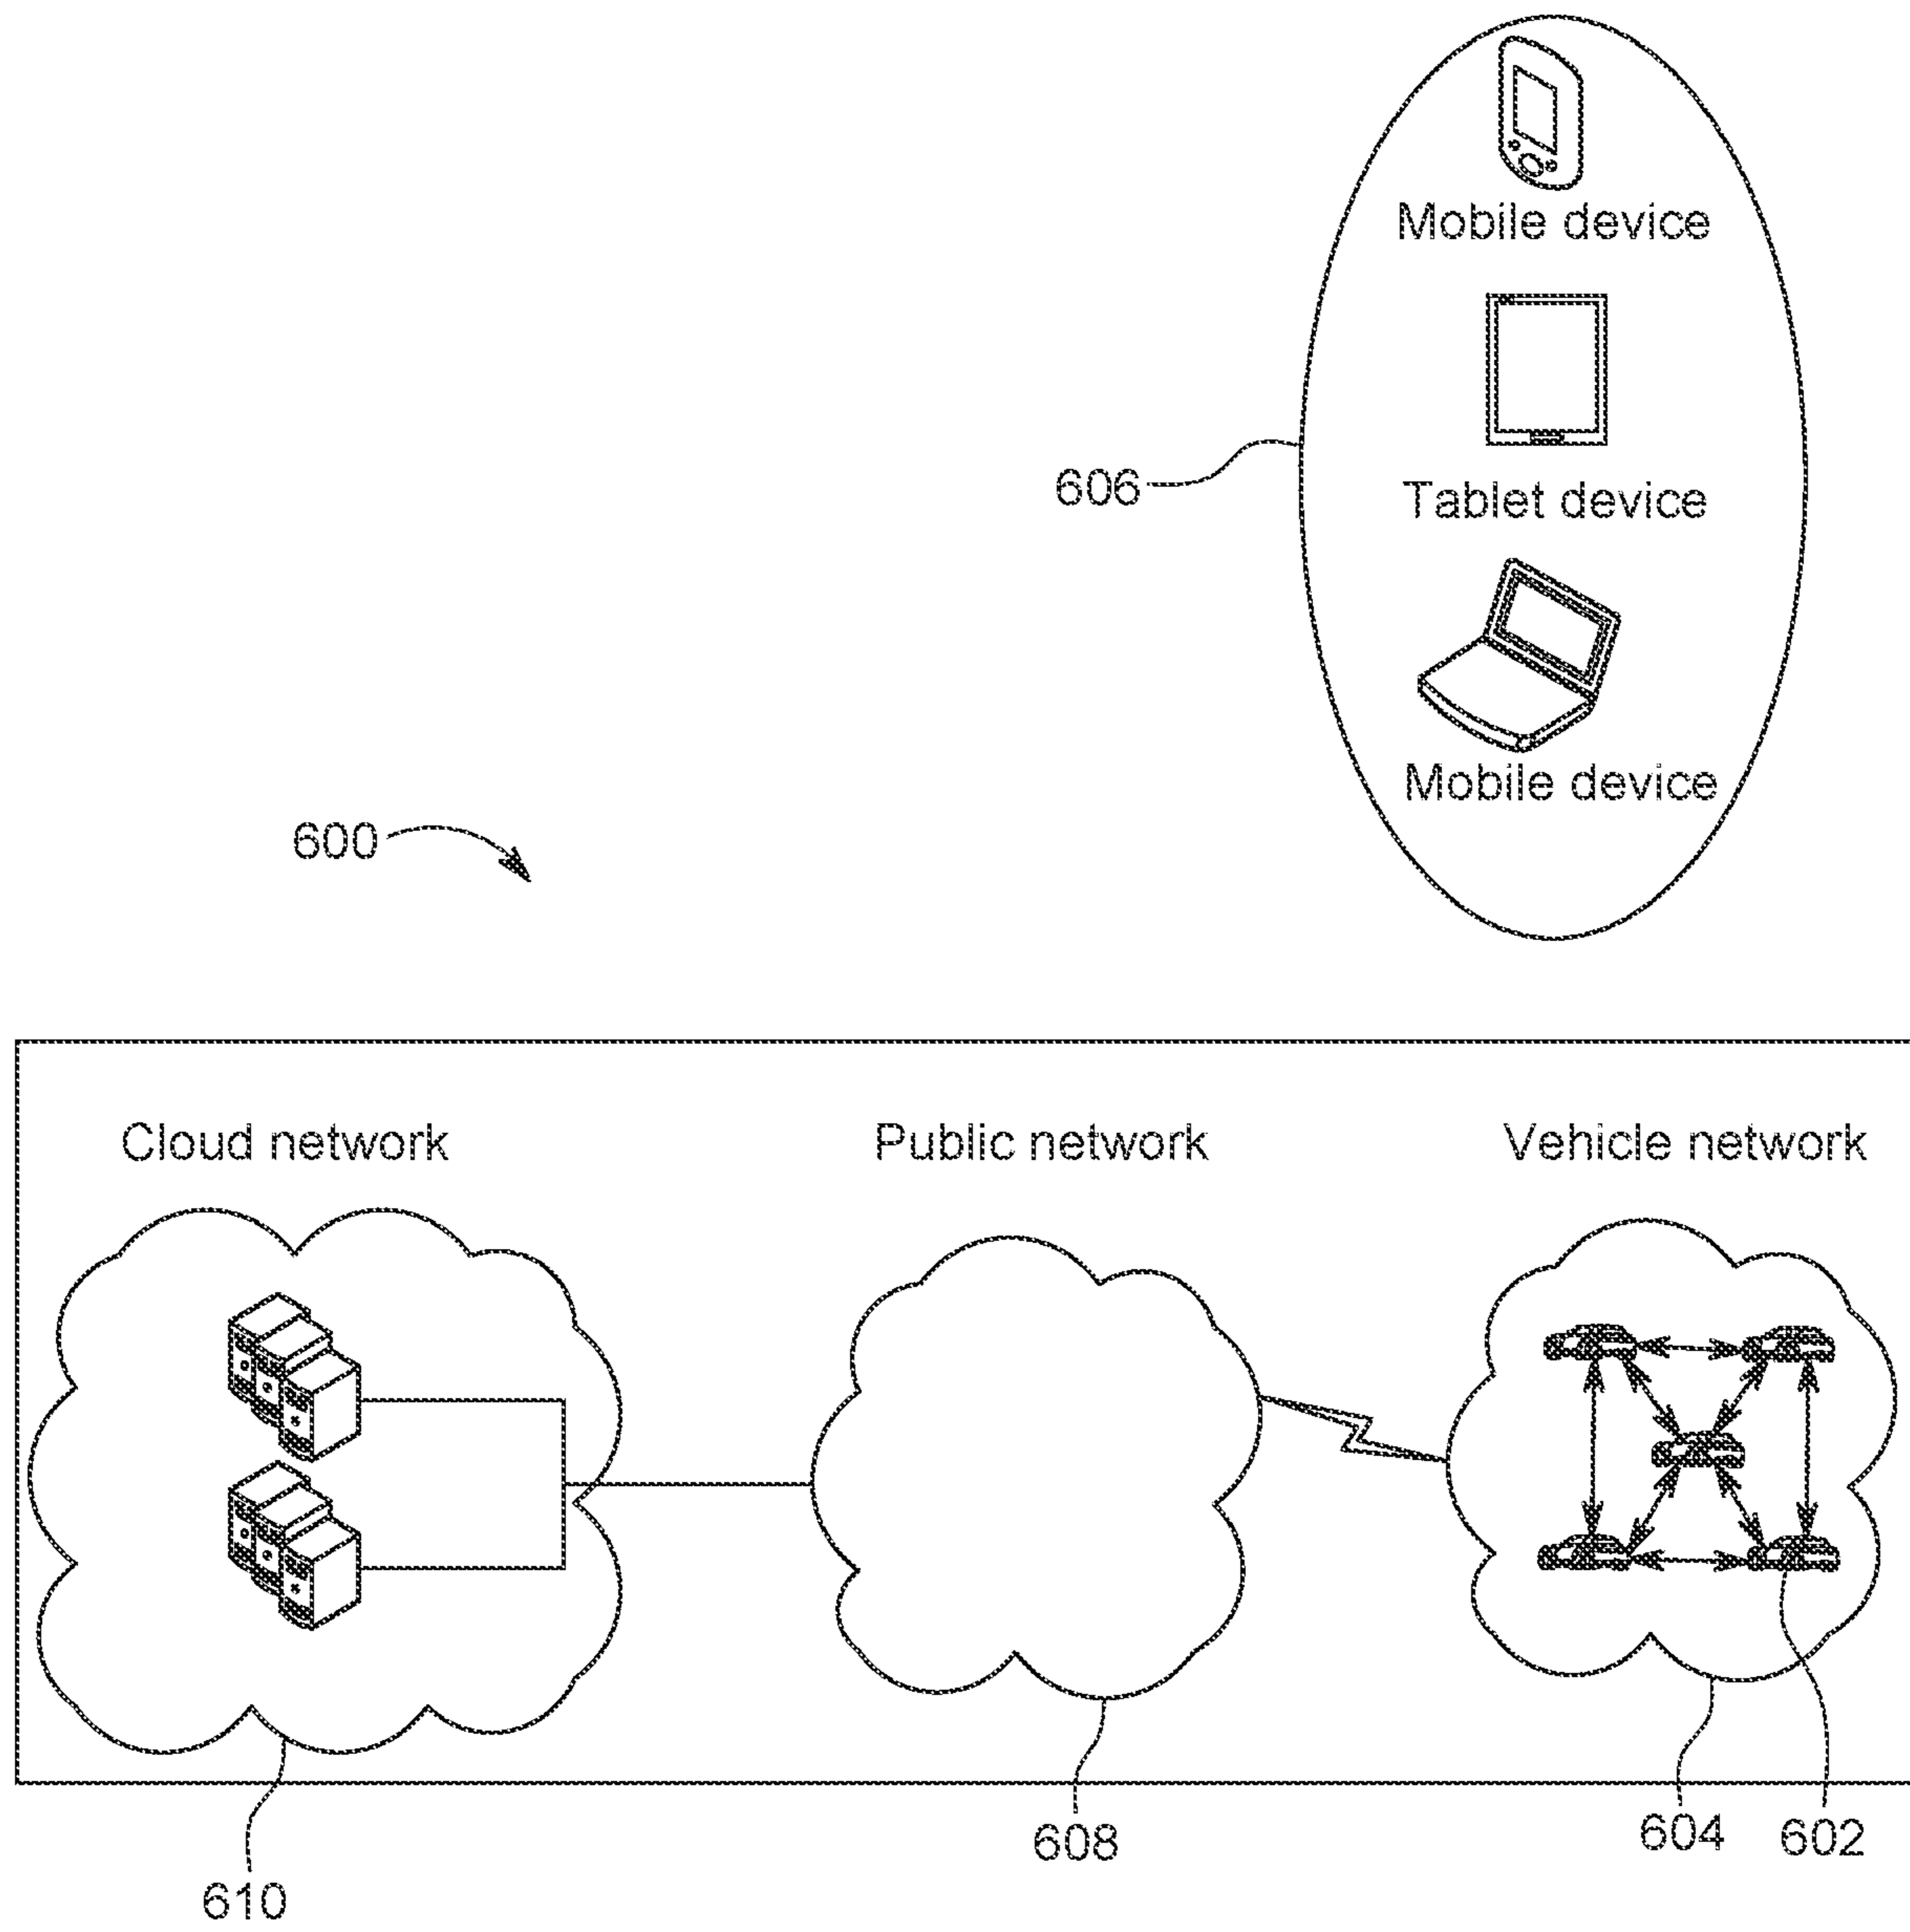 Mobile device
606
Tablet device
Mobile device
600
Cloud network
Public network
Vehicle network
610
608
604
602